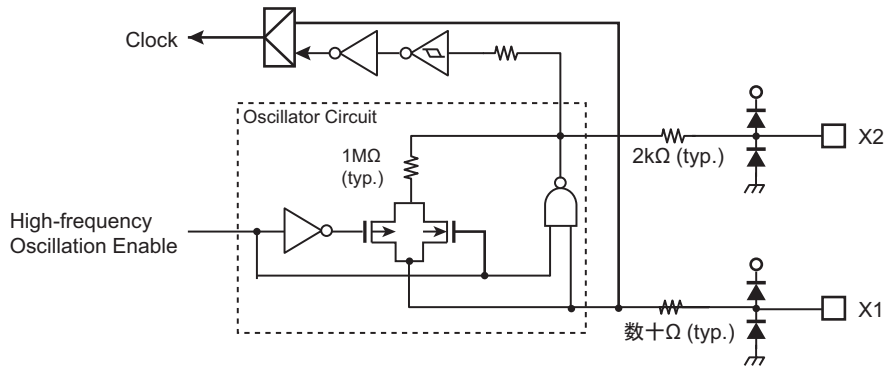 Clock
Oscillator Circuit
1MΩ
(typ.)
2kΩ (typ.)
X2
High-frequency
Oscillation Enable
X1
数十Ω (typ.)